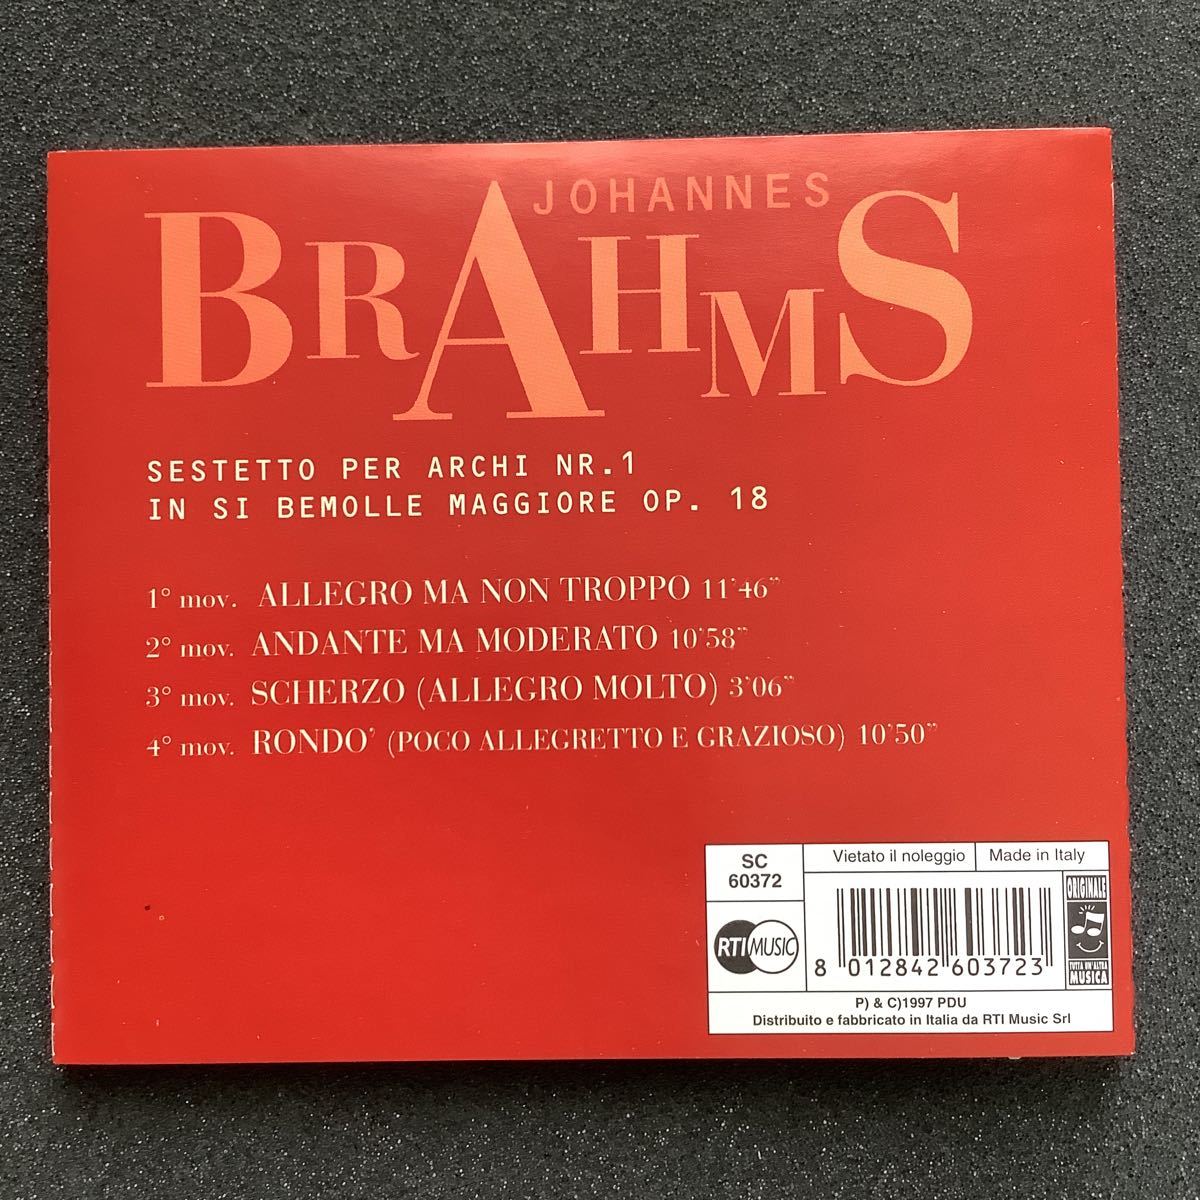 JOHANNES
BRAHMS
SESTETTO PER ARCHI NR.1
IN SI BEMOLLE MAGGIORE OP. 18
1° mov. ALLEGRO MA NON TROPPO 11'46"
2° mov. ANDANTE MA MODERATO 10'58"
3° mov. SCHERZO (ALLEGRO MOLTO) 3'06"
4° mov. RONDO' (POCO ALLEGRETTO E GRAZIOSO) 10'50"
SC
60372
Vietato il noleggio
Made in Italy
RTI MUSIC
8 012842 603723
ORIGINALE
TUTTA UN'ALTRA
MUSICA
P) & C)1997 PDU
Distribuito e fabbricato in Italia da RTI Music Srl